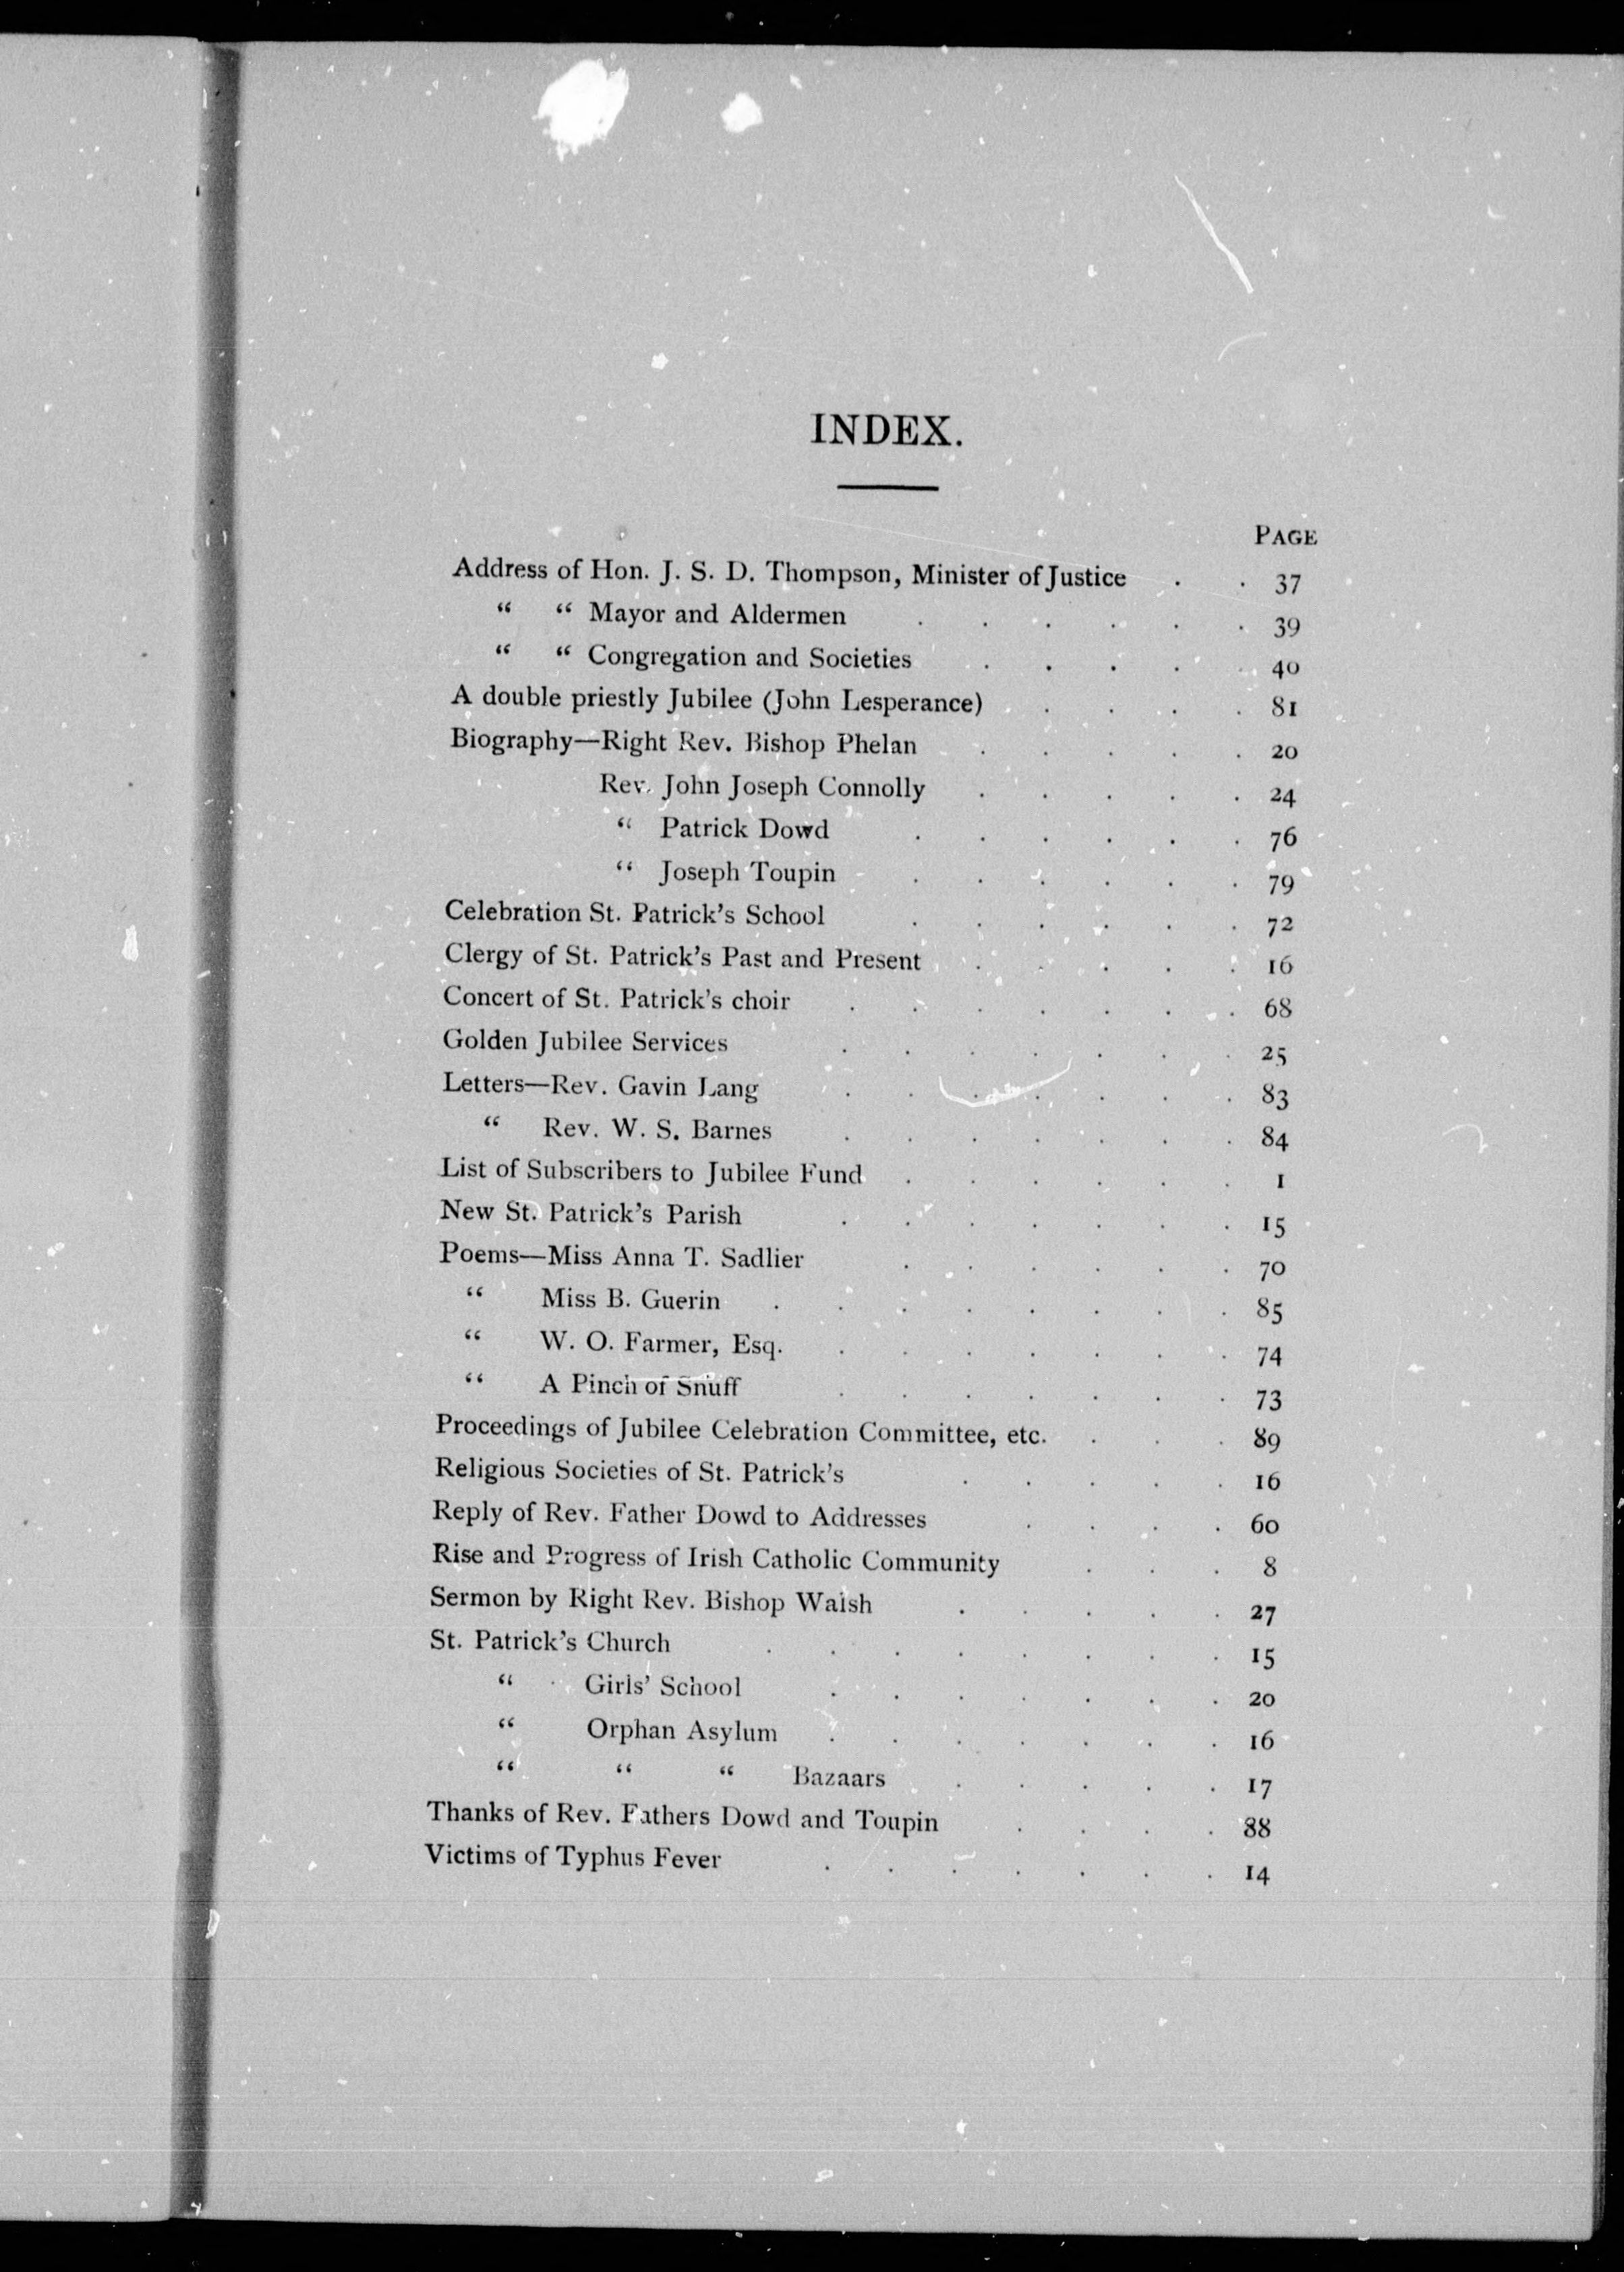 INDEX.
PAGE
Address of Hon. J. S. D. Thompson, Minister of Justice . . 37
“ “ Mayor and Aldermen . . . . . . 39
“ “ Congregation and Societies . . . . . 40
A double priestly Jubilee (John Lesperance) . . . . 81
Biography—Right Rev. Bishop Phelan . . . . . 20
Rev. John Joseph Connolly . . . . . 24
“ Patrick Dowd . . . . . . 76
“ Joseph Toupin . . . . . . 79
Celebration St. Patrick’s School . . . . . . 72
Clergy of St. Patrick’s Past and Present . . . . . 16
Concert of St. Patrick’s choir . . . . . . . 68
Golden Jubilee Services . . . . . . . 25
Letters—Rev. Gavin Lang . . . . . . . 83
“ Rev. W. S. Barnes . . . . . . . 84
List of Subscribers to Jubilee Fund . . . . . . 1
New St. Patrick’s Parish . . . . . . . 15
Poems—Miss Anna T. Sadlier . . . . . . 70
“ Miss B. Guerin . . . . . . . . 85
“ W. O. Farmer, Esq. . . . . . . . 74
“ A Pinch of Snuff . . . . . . . 73
Proceedings of Jubilee Celebration Committee, etc. . . . 89
Religious Societies of St. Patrick’s . . . . . 16
Reply of Rev. Father Dowd to Addresses . . . . 60
Rise and Progress of Irish Catholic Community . . . 8
Sermon by Right Rev. Bishop Walsh . . . . . 27
St. Patrick’s Church . . . . . . . . 15
“ Girls’ School . . . . . . . 20
“ Orphan Asylum . . . . . . . 16
“ “ “ Bazaars . . . . . 17
Thanks of Rev. Fathers Dowd and Toupin . . . . 88
Victims of Typhus Fever . . . . . . . 14